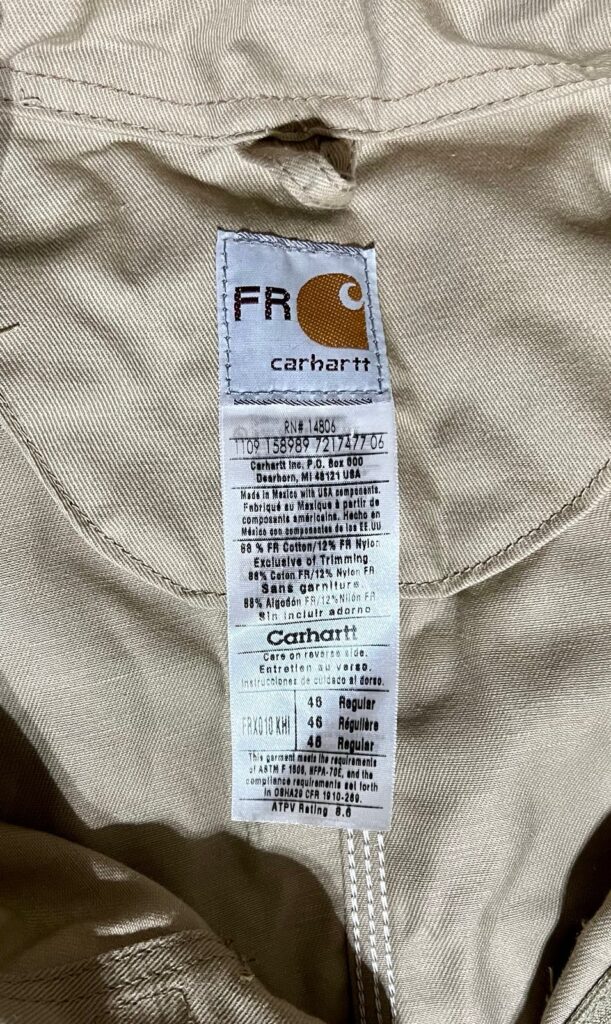 FR
carhartt
RN# 14806
1109 158989 7217477 06
Carhartt Inc. P.O. Box 600
Dearborn, MI 48121 USA
Made in Mexico with USA components.
Fabriqué au Mexique à partir de
composants américains. Hecho en
México con componentes de los EE.UU
88 % FR Cotton/12% FR Nylon
Exclusive of Trimming
88% Coton FR/12% Nylon FR
Sans garniture.
88% Algodón FR/12%Nilón FR
Sin incluir adorno
Carhartt
Care on reverse side.
Entretien au verso.
Instrucciones de cuidado al dorso.
FRX010 KHI
46 Regular
46 Régulière
46 Regular
This garment meets the requirements
of ASTM F 1506, NFPA-70E, and the
compliance requirements set forth
in OSHA29 CFR 1910-269.
ATPV Rating 8.6